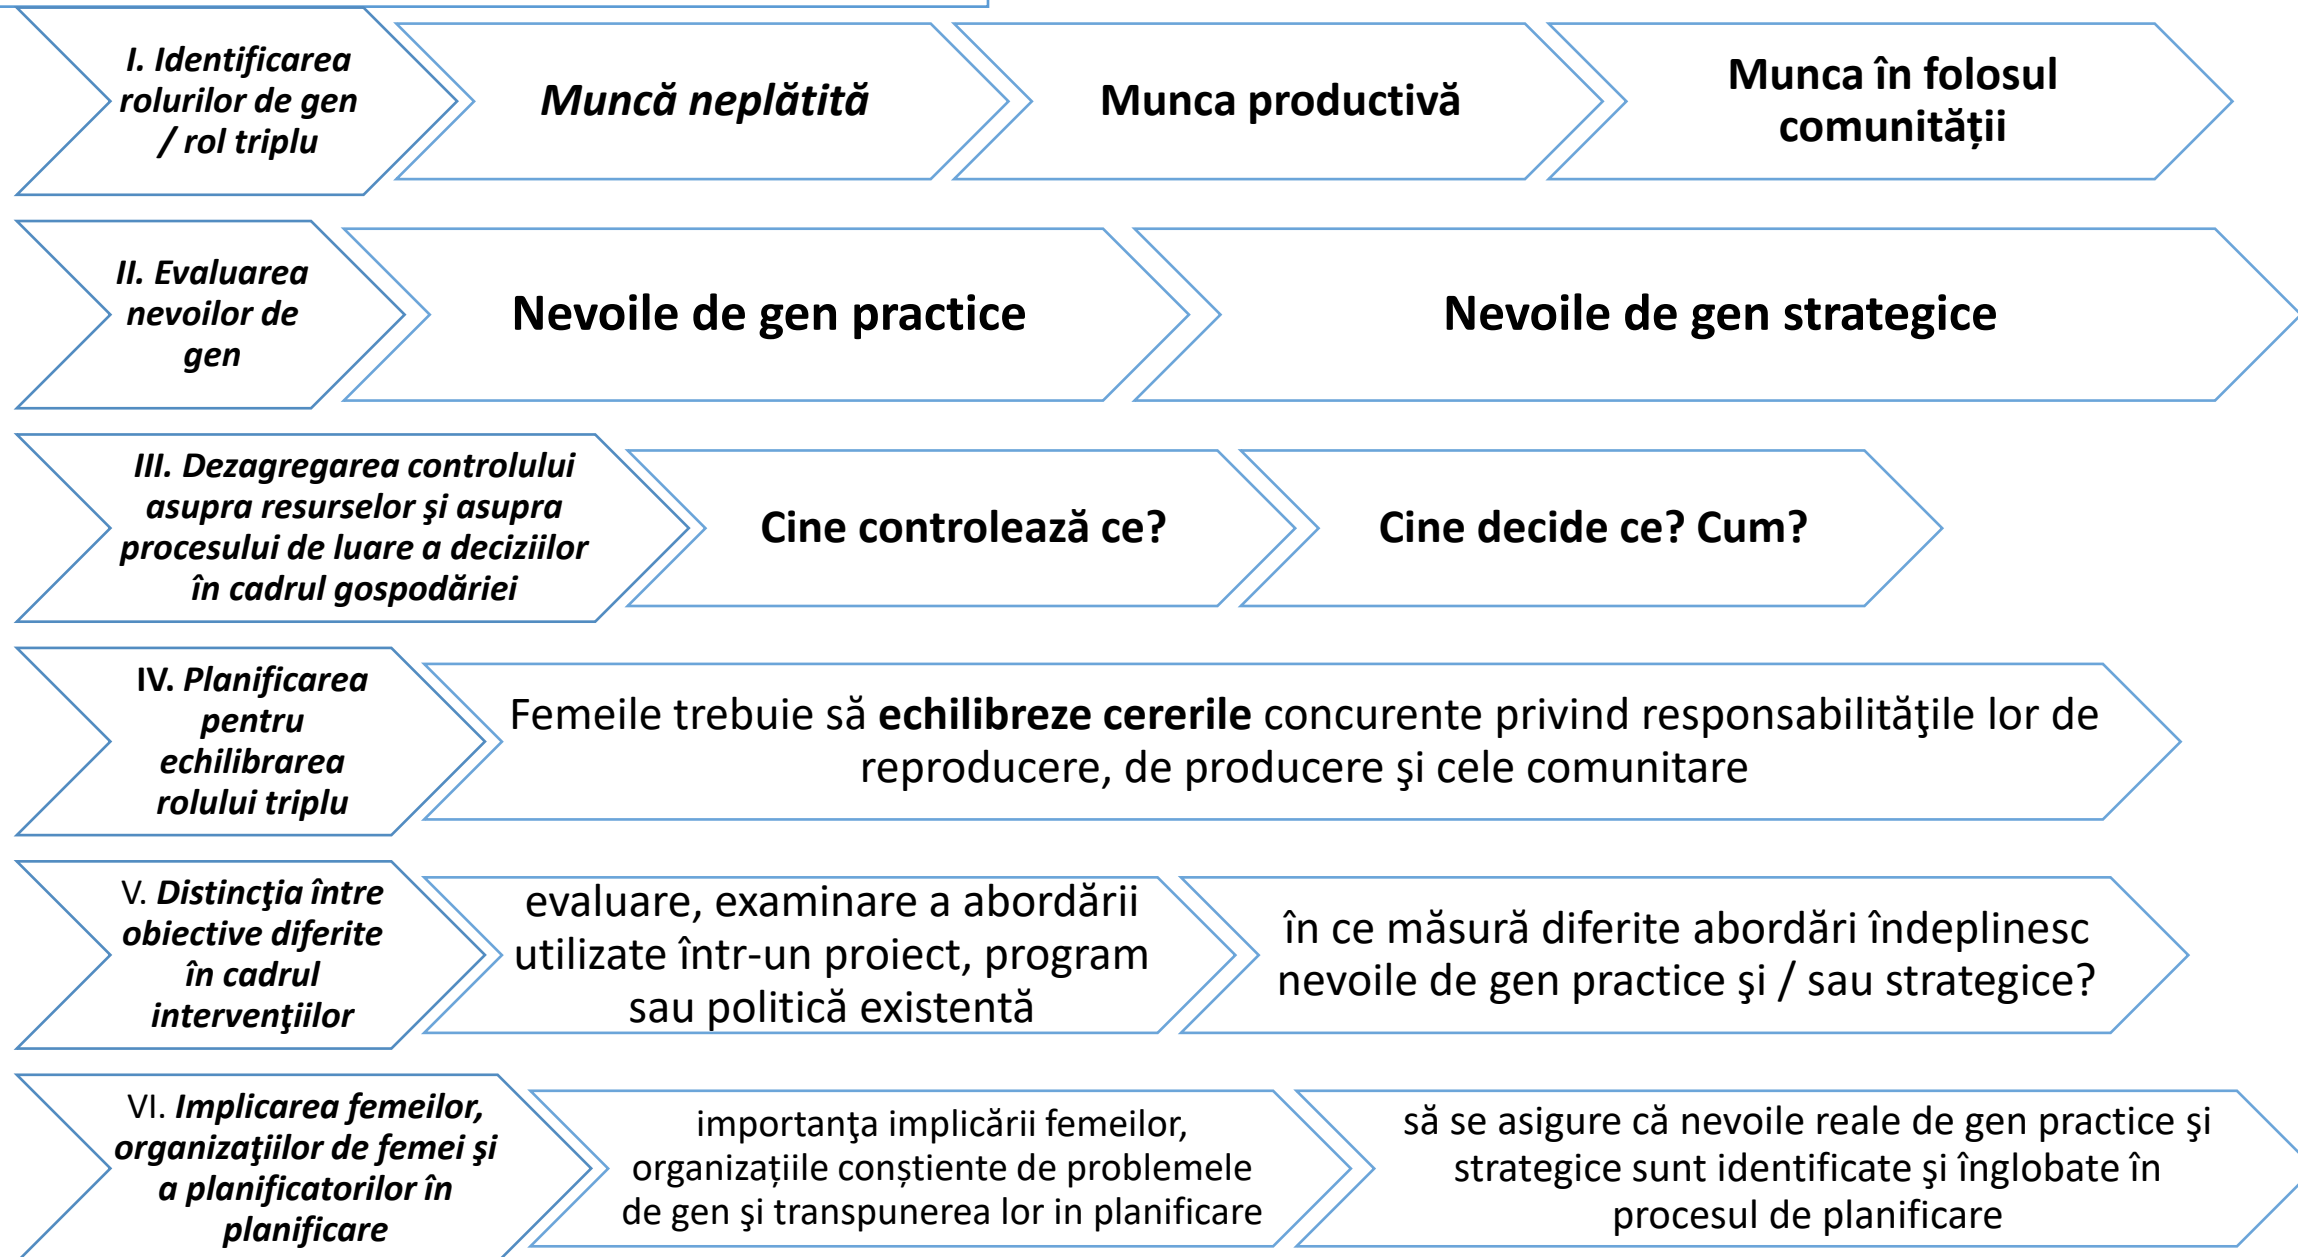 I. Identificarea
rolurilor de gen
/ rol triplu
Muncă neplătită
Munca productivă
Munca în folosul
comunității
II. Evaluarea
nevoilor de
gen
Nevoile de gen practice
Nevoile de gen strategice
III. Dezagregarea controlului
asupra resurselor şi asupra
procesului de luare a deciziilor
în cadrul gospodăriei
Cine controlează ce?
Cine decide ce? Cum?
IV. Planificarea
pentru
echilibrarea
rolului triplu
Femeile trebuie să echilibreze cererile concurente privind responsabilităţile lor de
reproducere, de producere şi cele comunitare
V. Distincţia între
obiective diferite
în cadrul
intervenţiilor
evaluare, examinare a abordării
utilizate într-un proiect, program
sau politică existentă
în ce măsură diferite abordări îndeplinesc
nevoile de gen practice şi / sau strategice?
VI. Implicarea femeilor,
organizaţiilor de femei şi
a planificatorilor în
planificare
importanţa implicării femeilor,
organizațiile conștiente de problemele
de gen şi transpunerea lor in planificare
să se asigure că nevoile reale de gen practice şi
strategice sunt identificate şi înglobate în
procesul de planificare